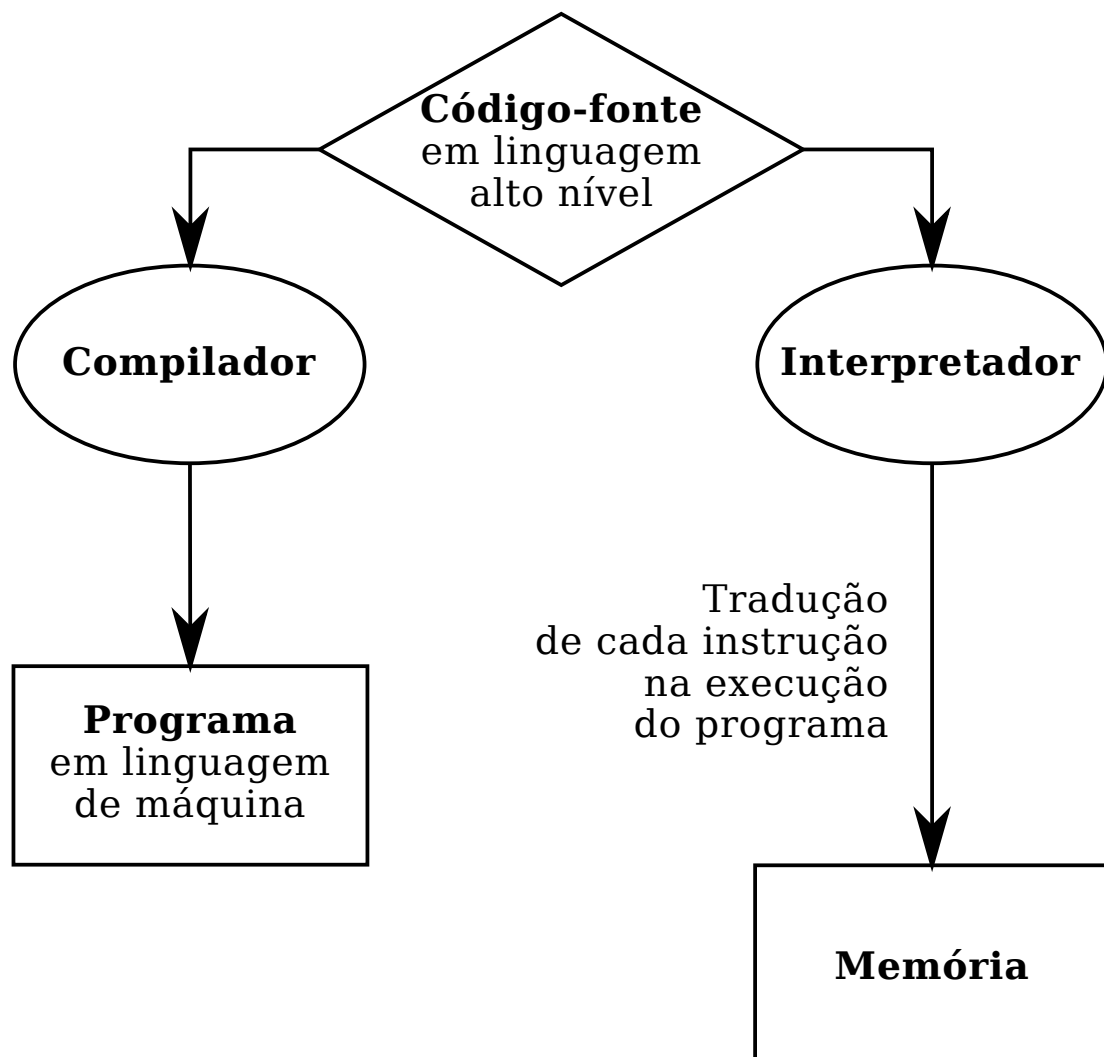 Código-fonte
em linguagem
alto nível
Compilador
Interpretador
Tradução
de cada instrução
na execução
do programa
Programa
em linguagem
de máquina
Memória